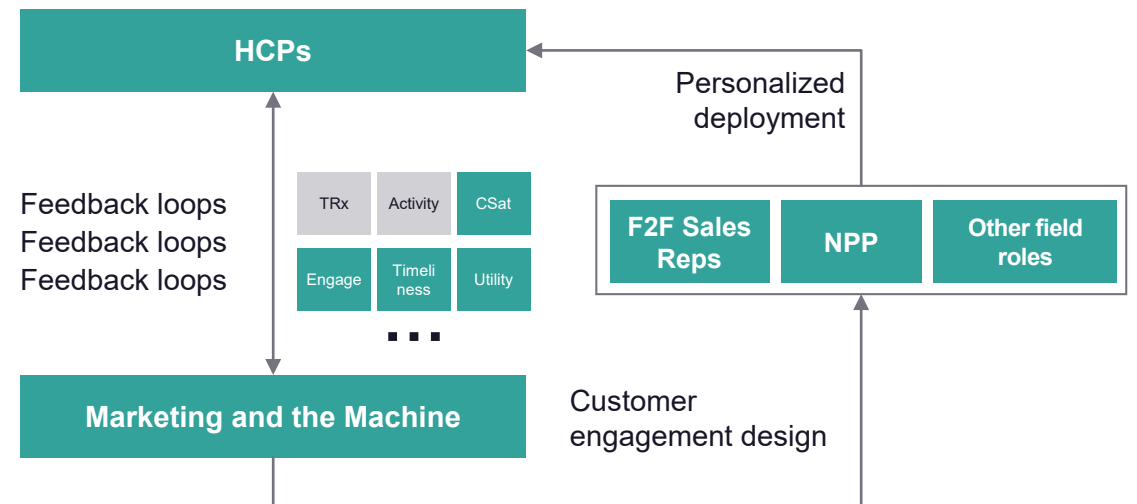 HCPs
Personalized
deployment
Feedback loops
Feedback loops
Feedback loops
TRx
Activity
CSat
Engage
Timeli
ness
Utility
...
F2F Sales
Reps
NPP
Other field
roles
Marketing and the Machine
Customer
engagement design